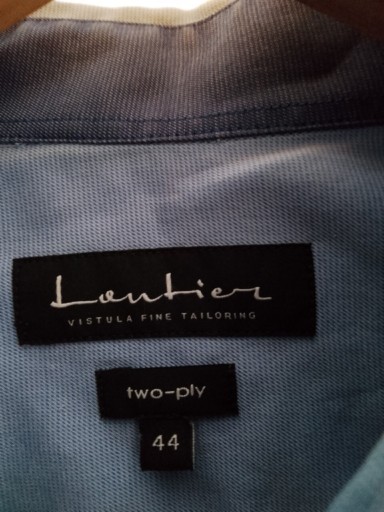 Lantier
VISTULA FINE TAILORING
two-ply
44